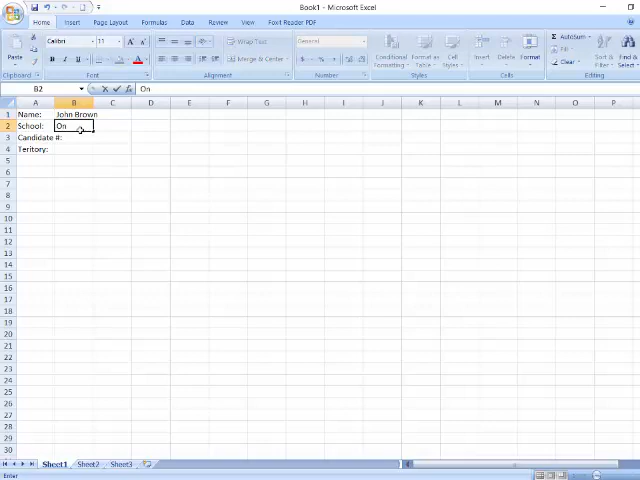 Book1 - Microsoft Excel
Home Insert Page Layout Formulas Data Review View Foxit Reader PDF
Calibri 11 Wrap Text General AutoSum
Fill
Paste B I U Merge & Center $ % , Conditional Formatting Format as Table Cell Styles Insert Delete Format Clear Sort & Filter Find & Select
Clipboard Font Alignment Number Styles Cells Editing
B2 On
A B C D E F G H I J K L M N O P
1 Name: John Brown
2 School: On
3 Candidate #:
4 Teritory:
5
6
7
8
9
10
11
12
13
14
15
16
17
18
19
20
21
22
23
24
25
26
27
28
29
30
Sheet1 Sheet2 Sheet3
Enter